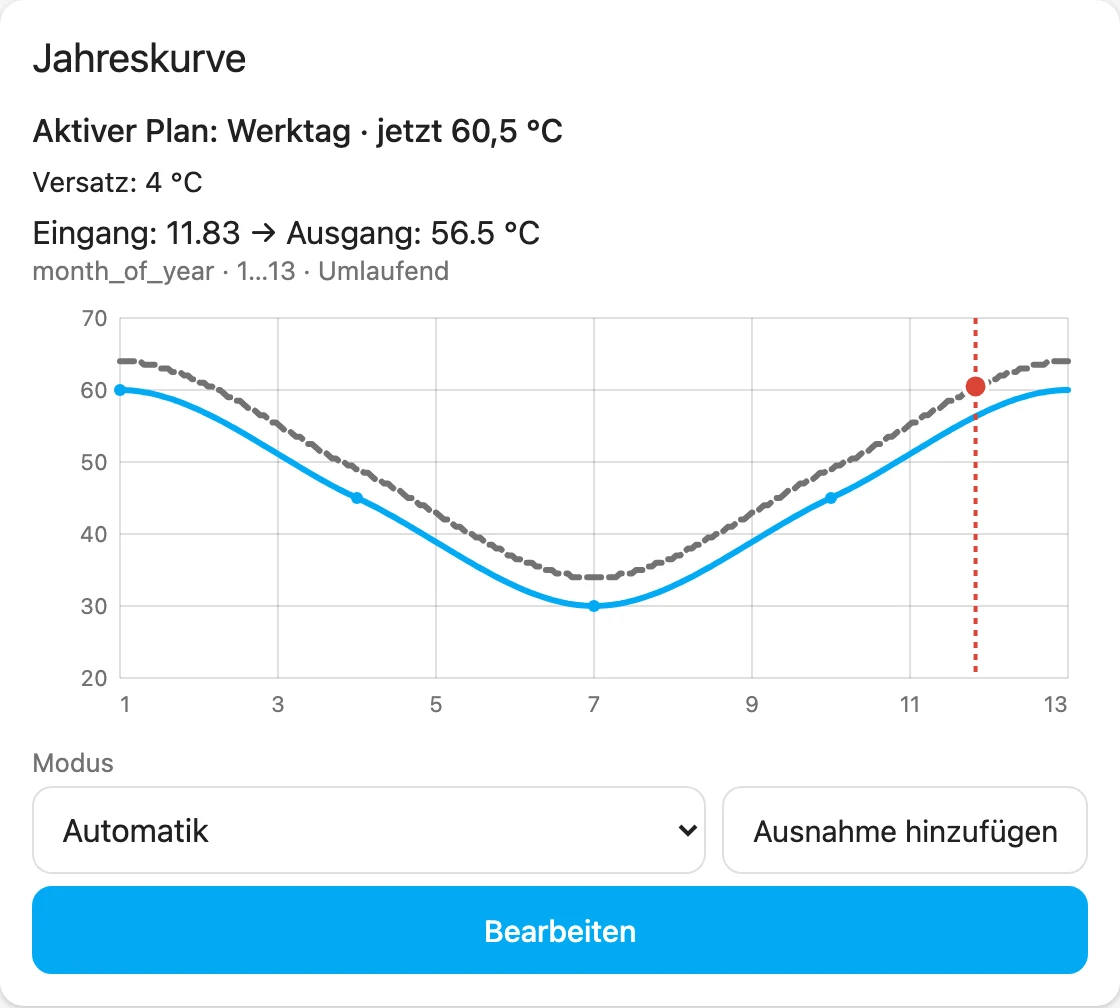 Jahreskurve
Aktiver Plan: Werktag · jetzt 60,5 °C
Versatz: 4 °C
Eingang: 11.83 → Ausgang: 56.5 °C
month_of_year · 1…13 · Umlaufend
70
60
50
40
30
20
1 3 5 7 9 11 13
Modus
Automatik
Ausnahme hinzufügen
Bearbeiten